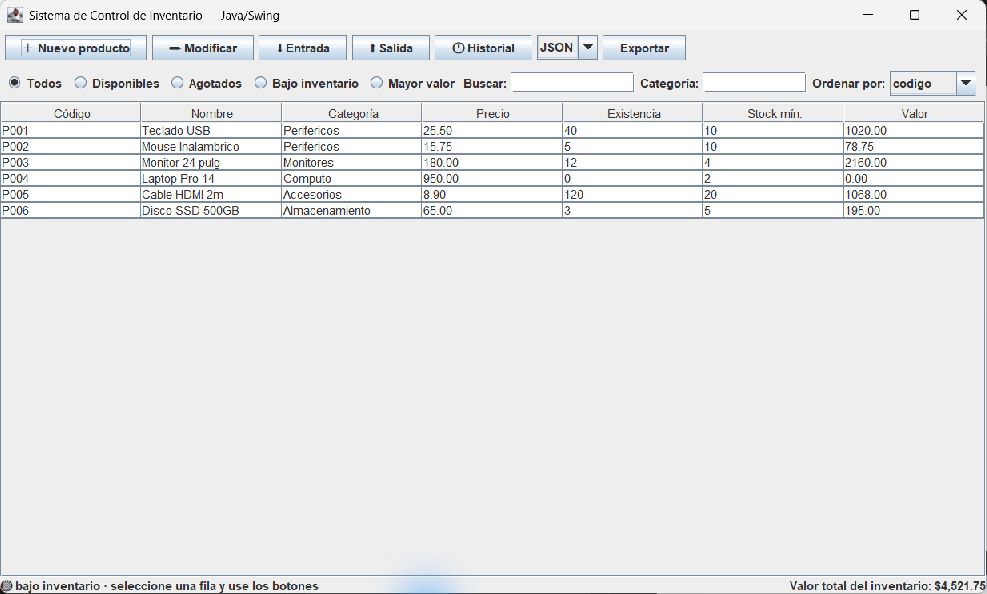 Sistema de Control de Inventario — Java/Swing
+ Nuevo producto — Modificar ⬇ Entrada ⬆ Salida Historial JSON Exportar
Todos Disponibles Agotados Bajo inventario Mayor valor Buscar: Categoría: Ordenar por: codigo
Código Nombre Categoría Precio Existencia Stock mín. Valor
P001 Teclado USB Perifericos 25.50 40 10 1020.00
P002 Mouse Inalambrico Perifericos 15.75 5 10 78.75
P003 Monitor 24 pulg Monitores 180.00 12 4 2160.00
P004 Laptop Pro 14 Computo 950.00 0 2 0.00
P005 Cable HDMI 2m Accesorios 8.90 120 20 1068.00
P006 Disco SSD 500GB Almacenamiento 65.00 3 5 195.00
bajo inventario · seleccione una fila y use los botones Valor total del inventario: $4,521.75